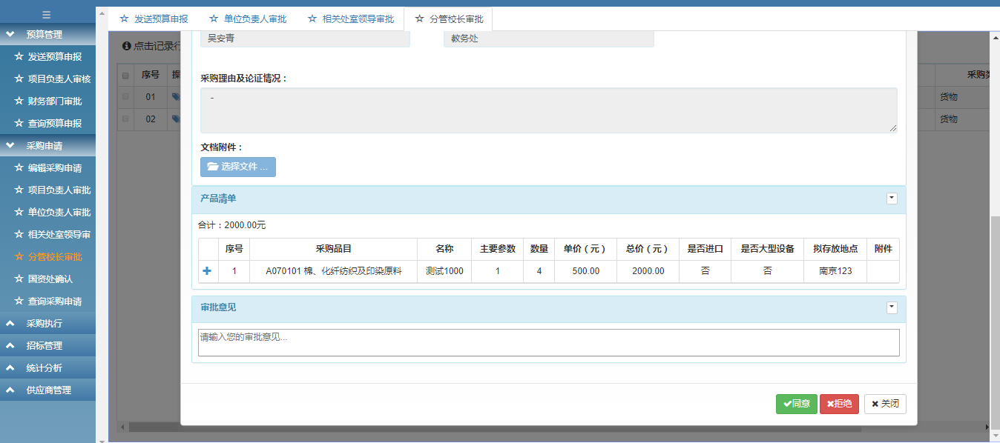 预算管理
发送预算申报
项目负责人审核
财务部门审批
查询预算申报
采购申请
编辑采购申请
项目负责人审批
单位负责人审批
相关处室领导审
分管校长审批
国资处确认
查询采购申请
采购执行
招标管理
统计分析
供应商管理
发送预算申报 单位负责人审批 相关处室领导审批 分管校长审批
点击记录行
序号 操
01
02
采购类
货物
货物
吴安青 教务处
采购理由及论证情况：
-
文档附件：
选择文件 ...
产品清单
合计：2000.00元
序号 采购品目 名称 主要参数 数量 单价（元） 总价（元） 是否进口 是否大型设备 拟存放地点 附件
1 A070101 棉、化纤纺织及印染原料 测试1000 1 4 500.00 2000.00 否 否 南京123
审批意见
请输入您的审批意见...
同意 拒绝 关闭